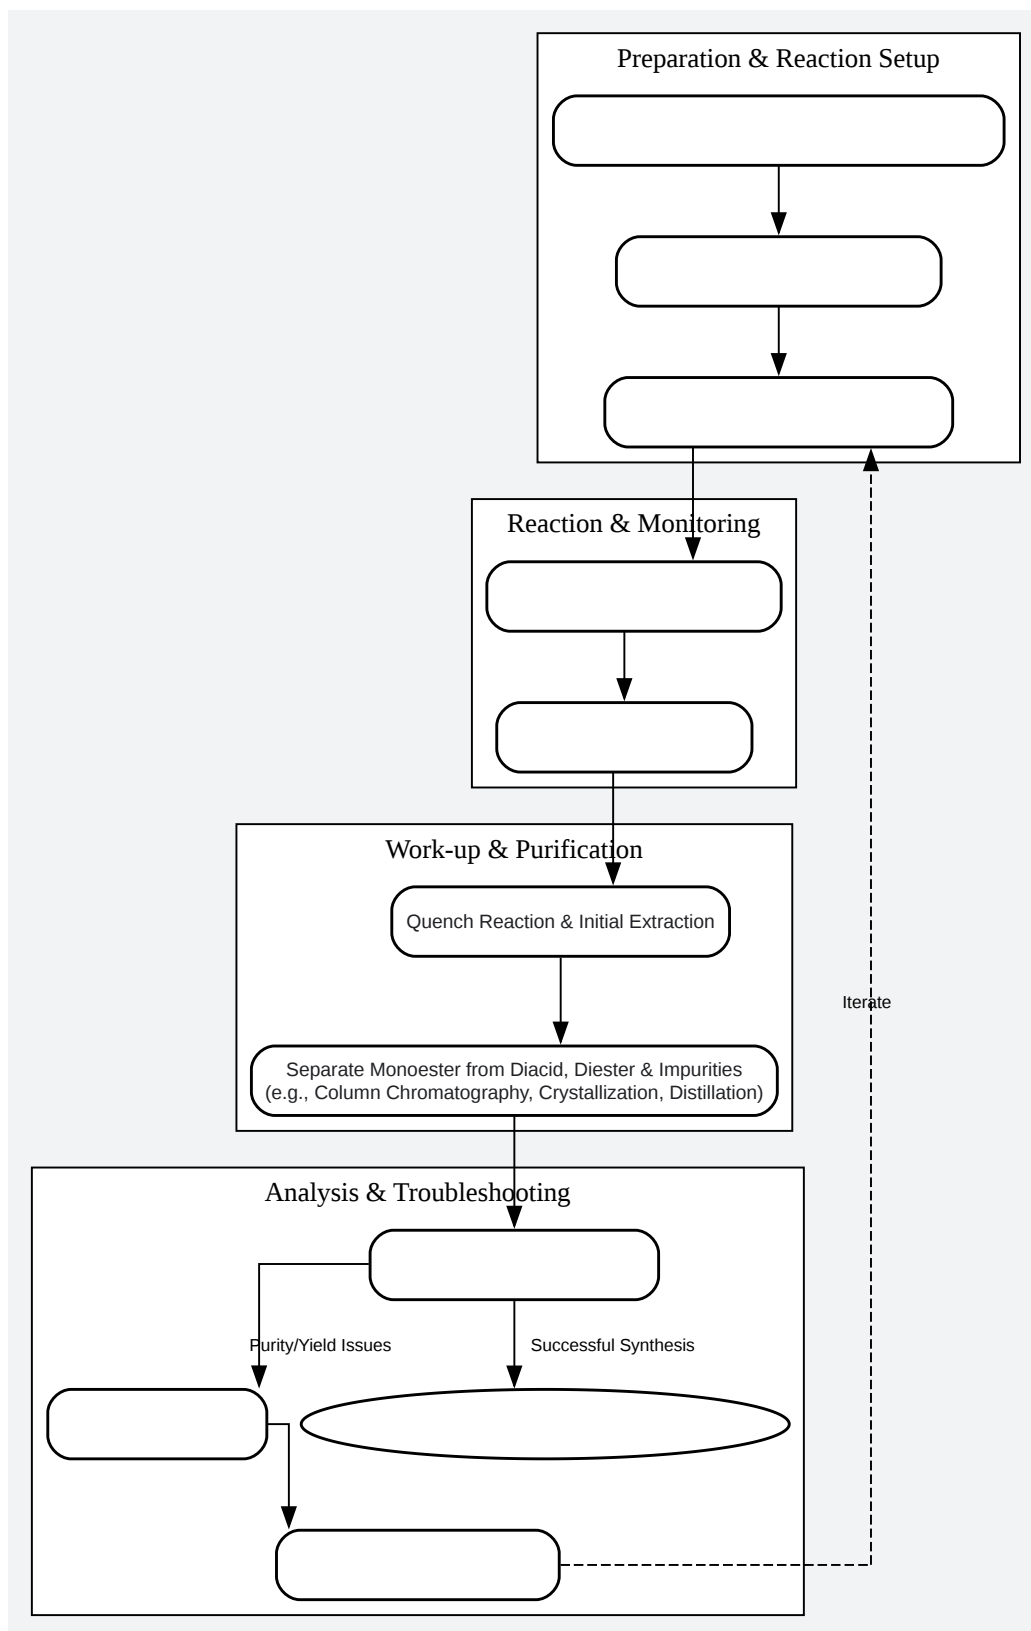 Preparation & Reaction Setup
Reaction & Monitoring
Work-up & Purification
Quench Reaction & Initial Extraction
Iterate
Separate Monoester from Diacid, Diester & Impurities
(e.g., Column Chromatography, Crystallization, Distillation)
Analysis & Troubleshooting
Purity/Yield Issues
Successful Synthesis